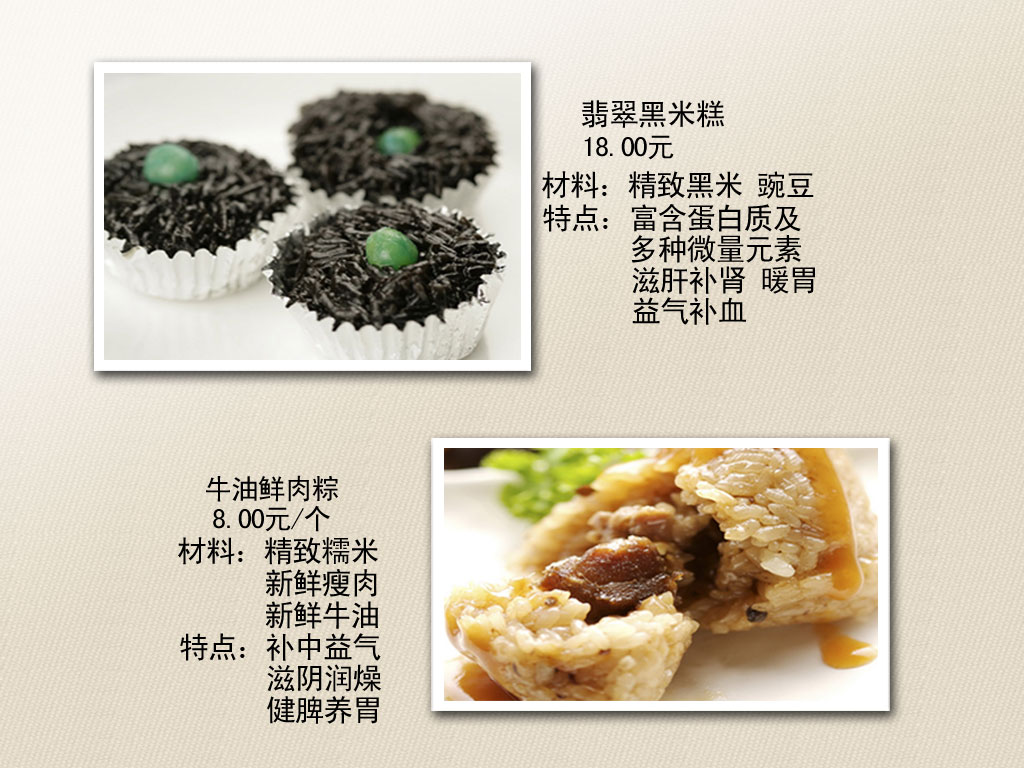 翡翠黑米糕
18.00元
材料：精致黑米 豌豆
特点：富含蛋白质及
多种微量元素
滋肝补肾 暖胃
益气补血
牛油鲜肉粽
8.00元/个
材料：精致糯米
新鲜瘦肉
新鲜牛油
特点：补中益气
滋阴润燥
健脾养胃